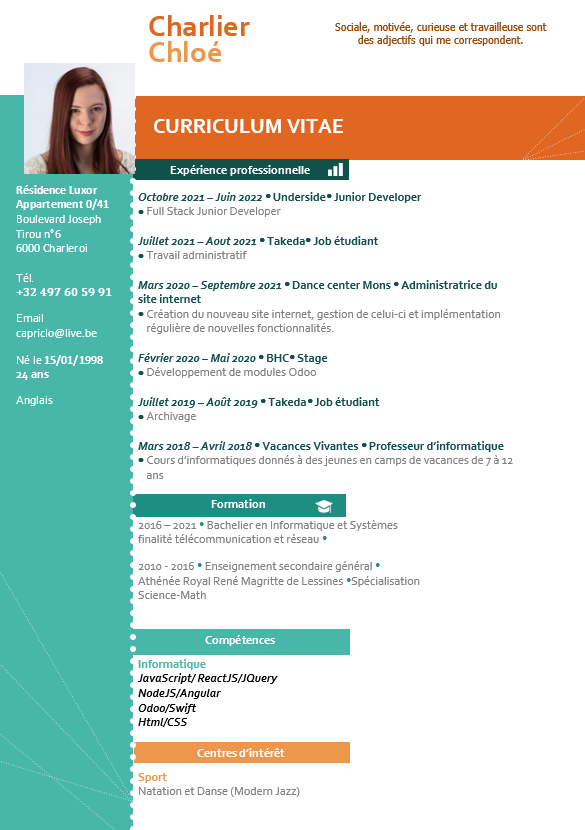 Charlier
Chloé
Sociale, motivée, curieuse et travailleuse sont
des adjectifs qui me correspondent.
CURRICULUM VITAE
Résidence Luxor
Appartement 0/41
Boulevard Joseph
Tirou n°6
6000 Charleroi
Tél.
+32 497 60 59 91
Email
capriclo@live.be
Né le 15/01/1998
24 ans
Anglais
Expérience professionnelle
Octobre 2021 – Juin 2022 • Underside• Junior Developer
• Full Stack Junior Developer
Juillet 2021 – Aout 2021 • Takeda• Job étudiant
• Travail administratif
Mars 2020 – Septembre 2021 • Dance center Mons • Administratrice du
site internet
• Création du nouveau site internet, gestion de celui-ci et implémentation
régulière de nouvelles fonctionnalités.
Février 2020 – Mai 2020 • BHC• Stage
• Développement de modules Odoo
Juillet 2019 – Août 2019 • Takeda• Job étudiant
• Archivage
Mars 2018 – Avril 2018 • Vacances Vivantes • Professeur d'informatique
• Cours d'informatiques donnés à des jeunes en camps de vacances de 7 à 12
ans
Formation
2016 – 2021 • Bachelier en Informatique et Systèmes
finalité télécommunication et réseau •
2010 - 2016 • Enseignement secondaire général •
Athénée Royal René Magritte de Lessines •Spécialisation
Science-Math
Compétences
Informatique
JavaScript/ ReactJS/JQuery
NodeJS/Angular
Odoo/Swift
Html/CSS
Centres d'intérêt
Sport
Natation et Danse (Modern Jazz)